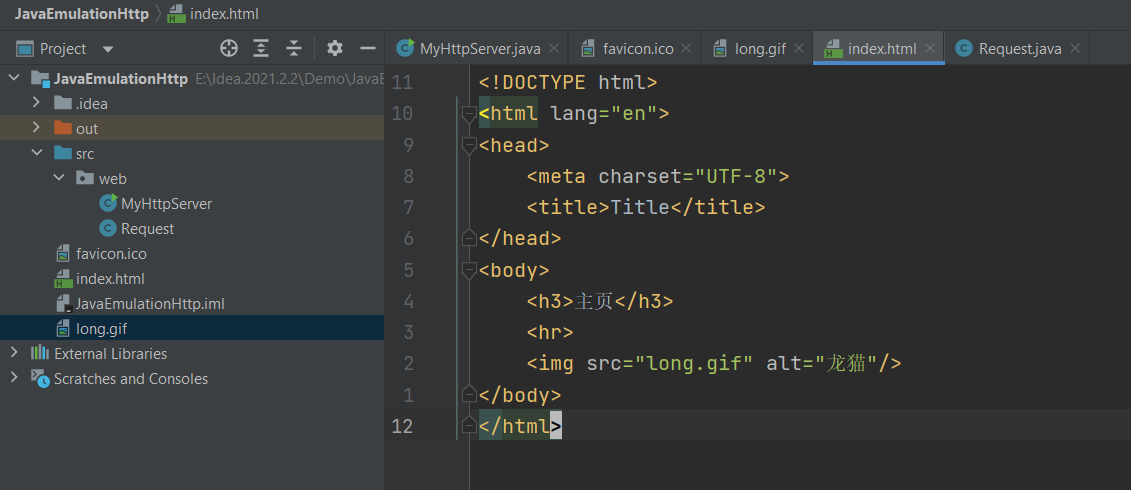 JavaEmulationHttp index.html
Project
MyHttpServer.java favicon.ico long.gif index.html Request.java
JavaEmulationHttp E:\Idea.2021.2.2\Demo\JavaE
.idea
out
src
web
MyHttpServer
Request
favicon.ico
index.html
JavaEmulationHttp.iml
long.gif
External Libraries
Scratches and Consoles
11 <!DOCTYPE html>
10 <html lang="en">
9 <head>
8 <meta charset="UTF-8">
7 <title>Title</title>
6 </head>
5 <body>
4 <h3>主页</h3>
3 <hr>
2 <img src="long.gif" alt="龙猫"/>
1 </body>
12 </html>